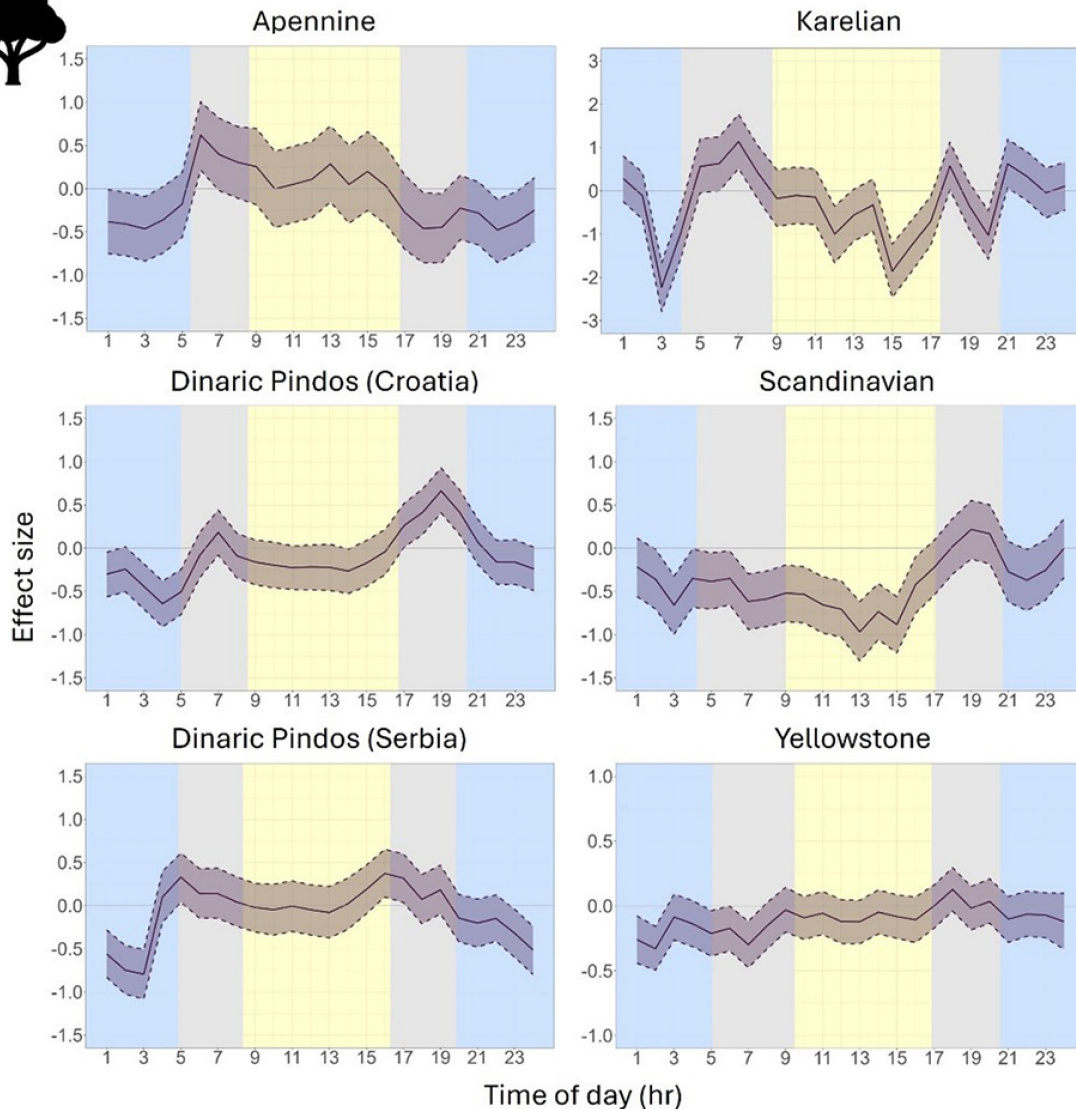 Apennine
Karelian
1.5
1.0
0.5
0.0
-0.5
-1.0
-1.5
1 3 5 7 9 11 13 15 17 19 21 23
3
2
1
0
-1
-2
-3
1 3 5 7 9 11 13 15 17 19 21 23
Dinaric Pindos (Croatia)
Scandinavian
1.5
1.0
0.5
0.0
-0.5
-1.0
-1.5
1 3 5 7 9 11 13 15 17 19 21 23
1.5
1.0
0.5
0.0
-0.5
-1.0
-1.5
1 3 5 7 9 11 13 15 17 19 21 23
Effect size
Dinaric Pindos (Serbia)
Yellowstone
1.5
1.0
0.5
0.0
-0.5
-1.0
-1.5
1 3 5 7 9 11 13 15 17 19 21 23
1.0
0.5
0.0
-0.5
-1.0
1 3 5 7 9 11 13 15 17 19 21 23
Time of day (hr)